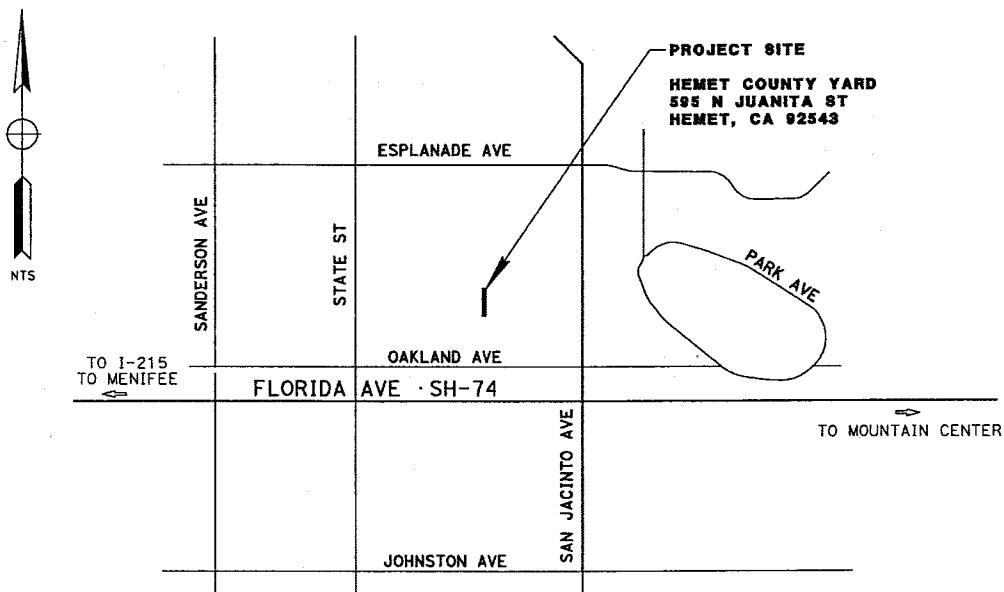 PROJECT SITE
HEMET COUNTY YARD
595 N JUANITA ST
HEMET, CA 92543
ESPLANADE AVE
SANDERSON AVE
STATE ST
PARK AVE
NTS
OAKLAND AVE
TO I-215
TO MENIFEE
FLORIDA AVE · SH-74
TO MOUNTAIN CENTER
SAN JACINTO AVE
JOHNSTON AVE